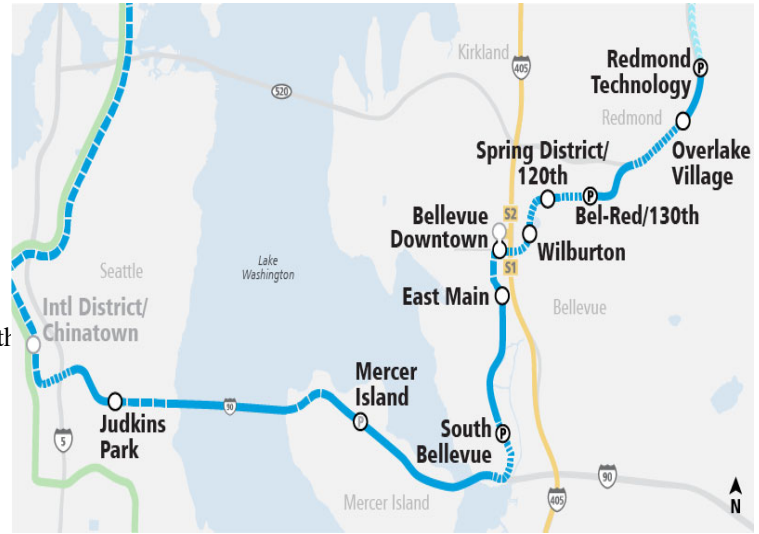 Kirkland
405
520
Redmond
Technology
P
Redmond
Overlake
Village
Spring District/
120th
P
Bel-Red/130th
S2
Bellevue
Downtown
Wilburton
S1
Seattle
Lake
Washington
East Main
Bellevue
Intl District/
Chinatown
Mercer
Island
P
90
Judkins
Park
South
Bellevue
P
5
90
405
Mercer Island
N